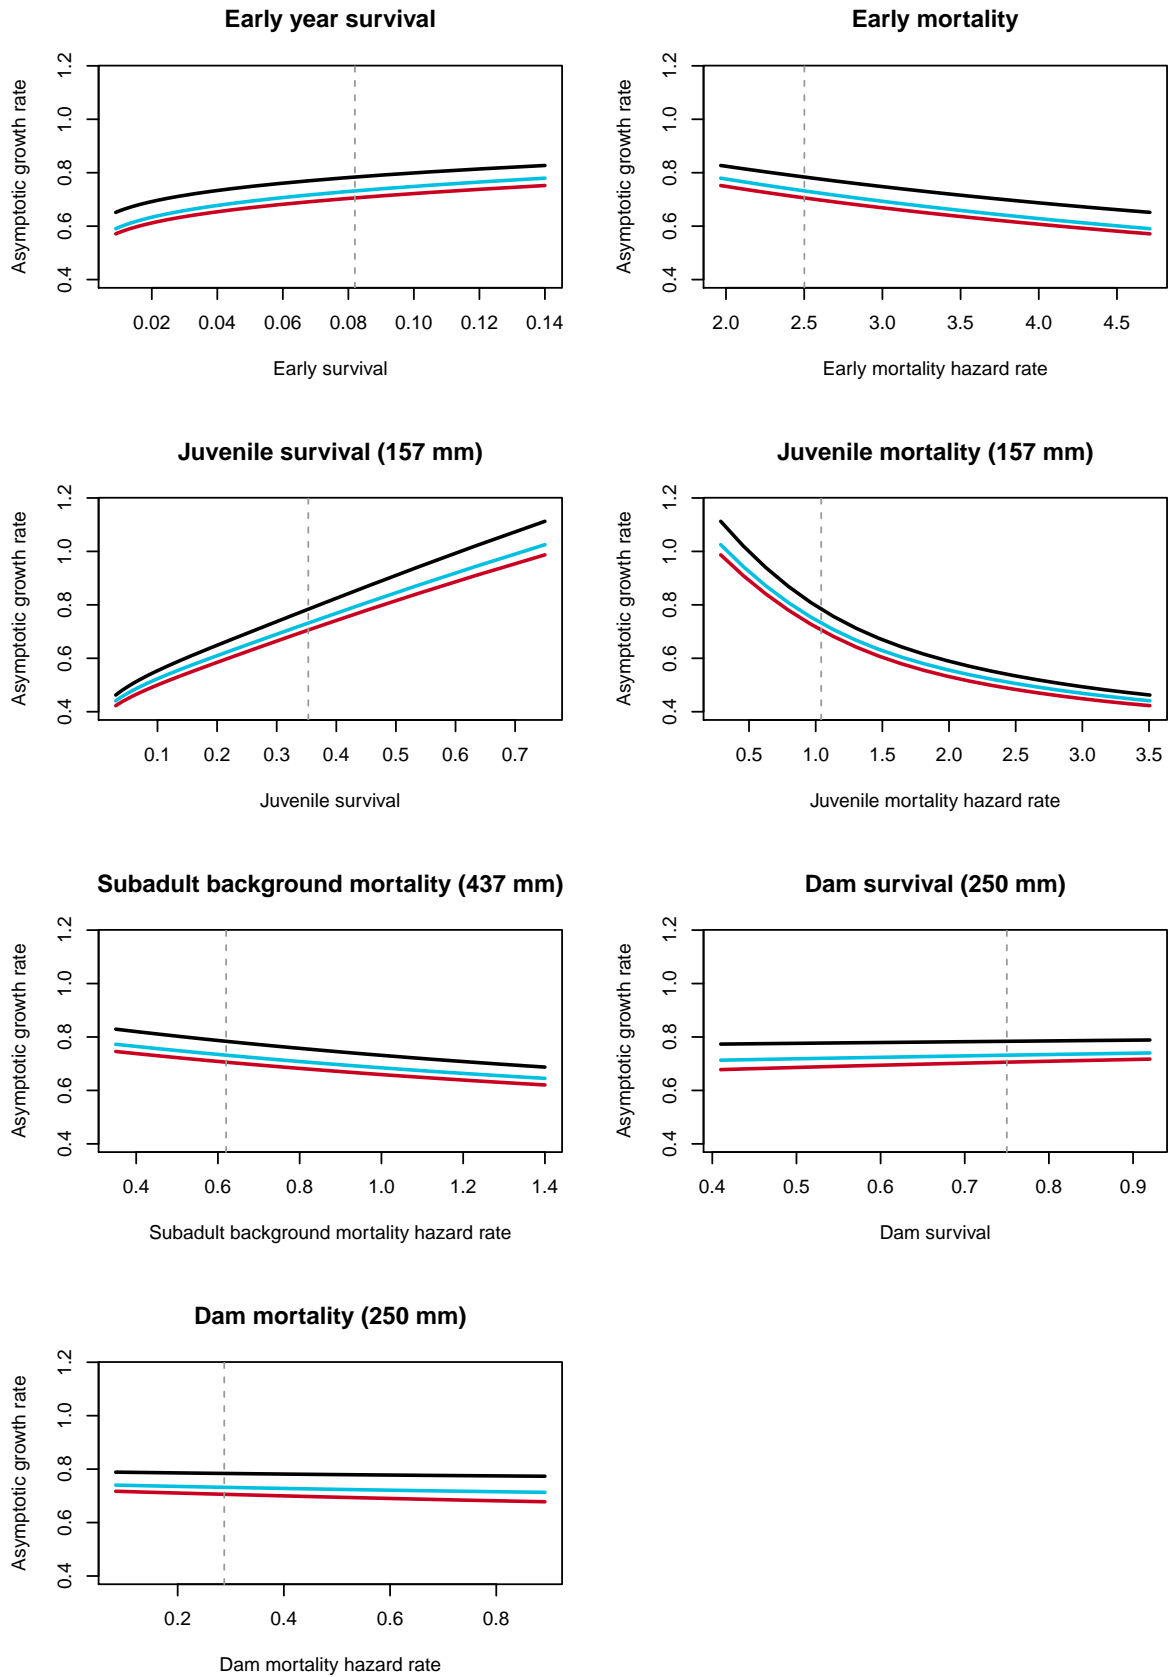 Early year survival
Asymptotic growth rate
0.4 0.6 0.8 1.0 1.2
0.02 0.04 0.06 0.08 0.10 0.12 0.14
Early survival
Early mortality
Asymptotic growth rate
0.4 0.6 0.8 1.0 1.2
2.0 2.5 3.0 3.5 4.0 4.5
Early mortality hazard rate
Juvenile survival (157 mm)
Asymptotic growth rate
0.4 0.6 0.8 1.0 1.2
0.1 0.2 0.3 0.4 0.5 0.6 0.7
Juvenile survival
Juvenile mortality (157 mm)
Asymptotic growth rate
0.4 0.6 0.8 1.0 1.2
0.5 1.0 1.5 2.0 2.5 3.0 3.5
Juvenile mortality hazard rate
Subadult background mortality (437 mm)
Asymptotic growth rate
0.4 0.6 0.8 1.0 1.2
0.4 0.6 0.8 1.0 1.2 1.4
Subadult background mortality hazard rate
Dam survival (250 mm)
Asymptotic growth rate
0.4 0.6 0.8 1.0 1.2
0.4 0.5 0.6 0.7 0.8 0.9
Dam survival
Dam mortality (250 mm)
Asymptotic growth rate
0.4 0.6 0.8 1.0 1.2
0.2 0.4 0.6 0.8
Dam mortality hazard rate